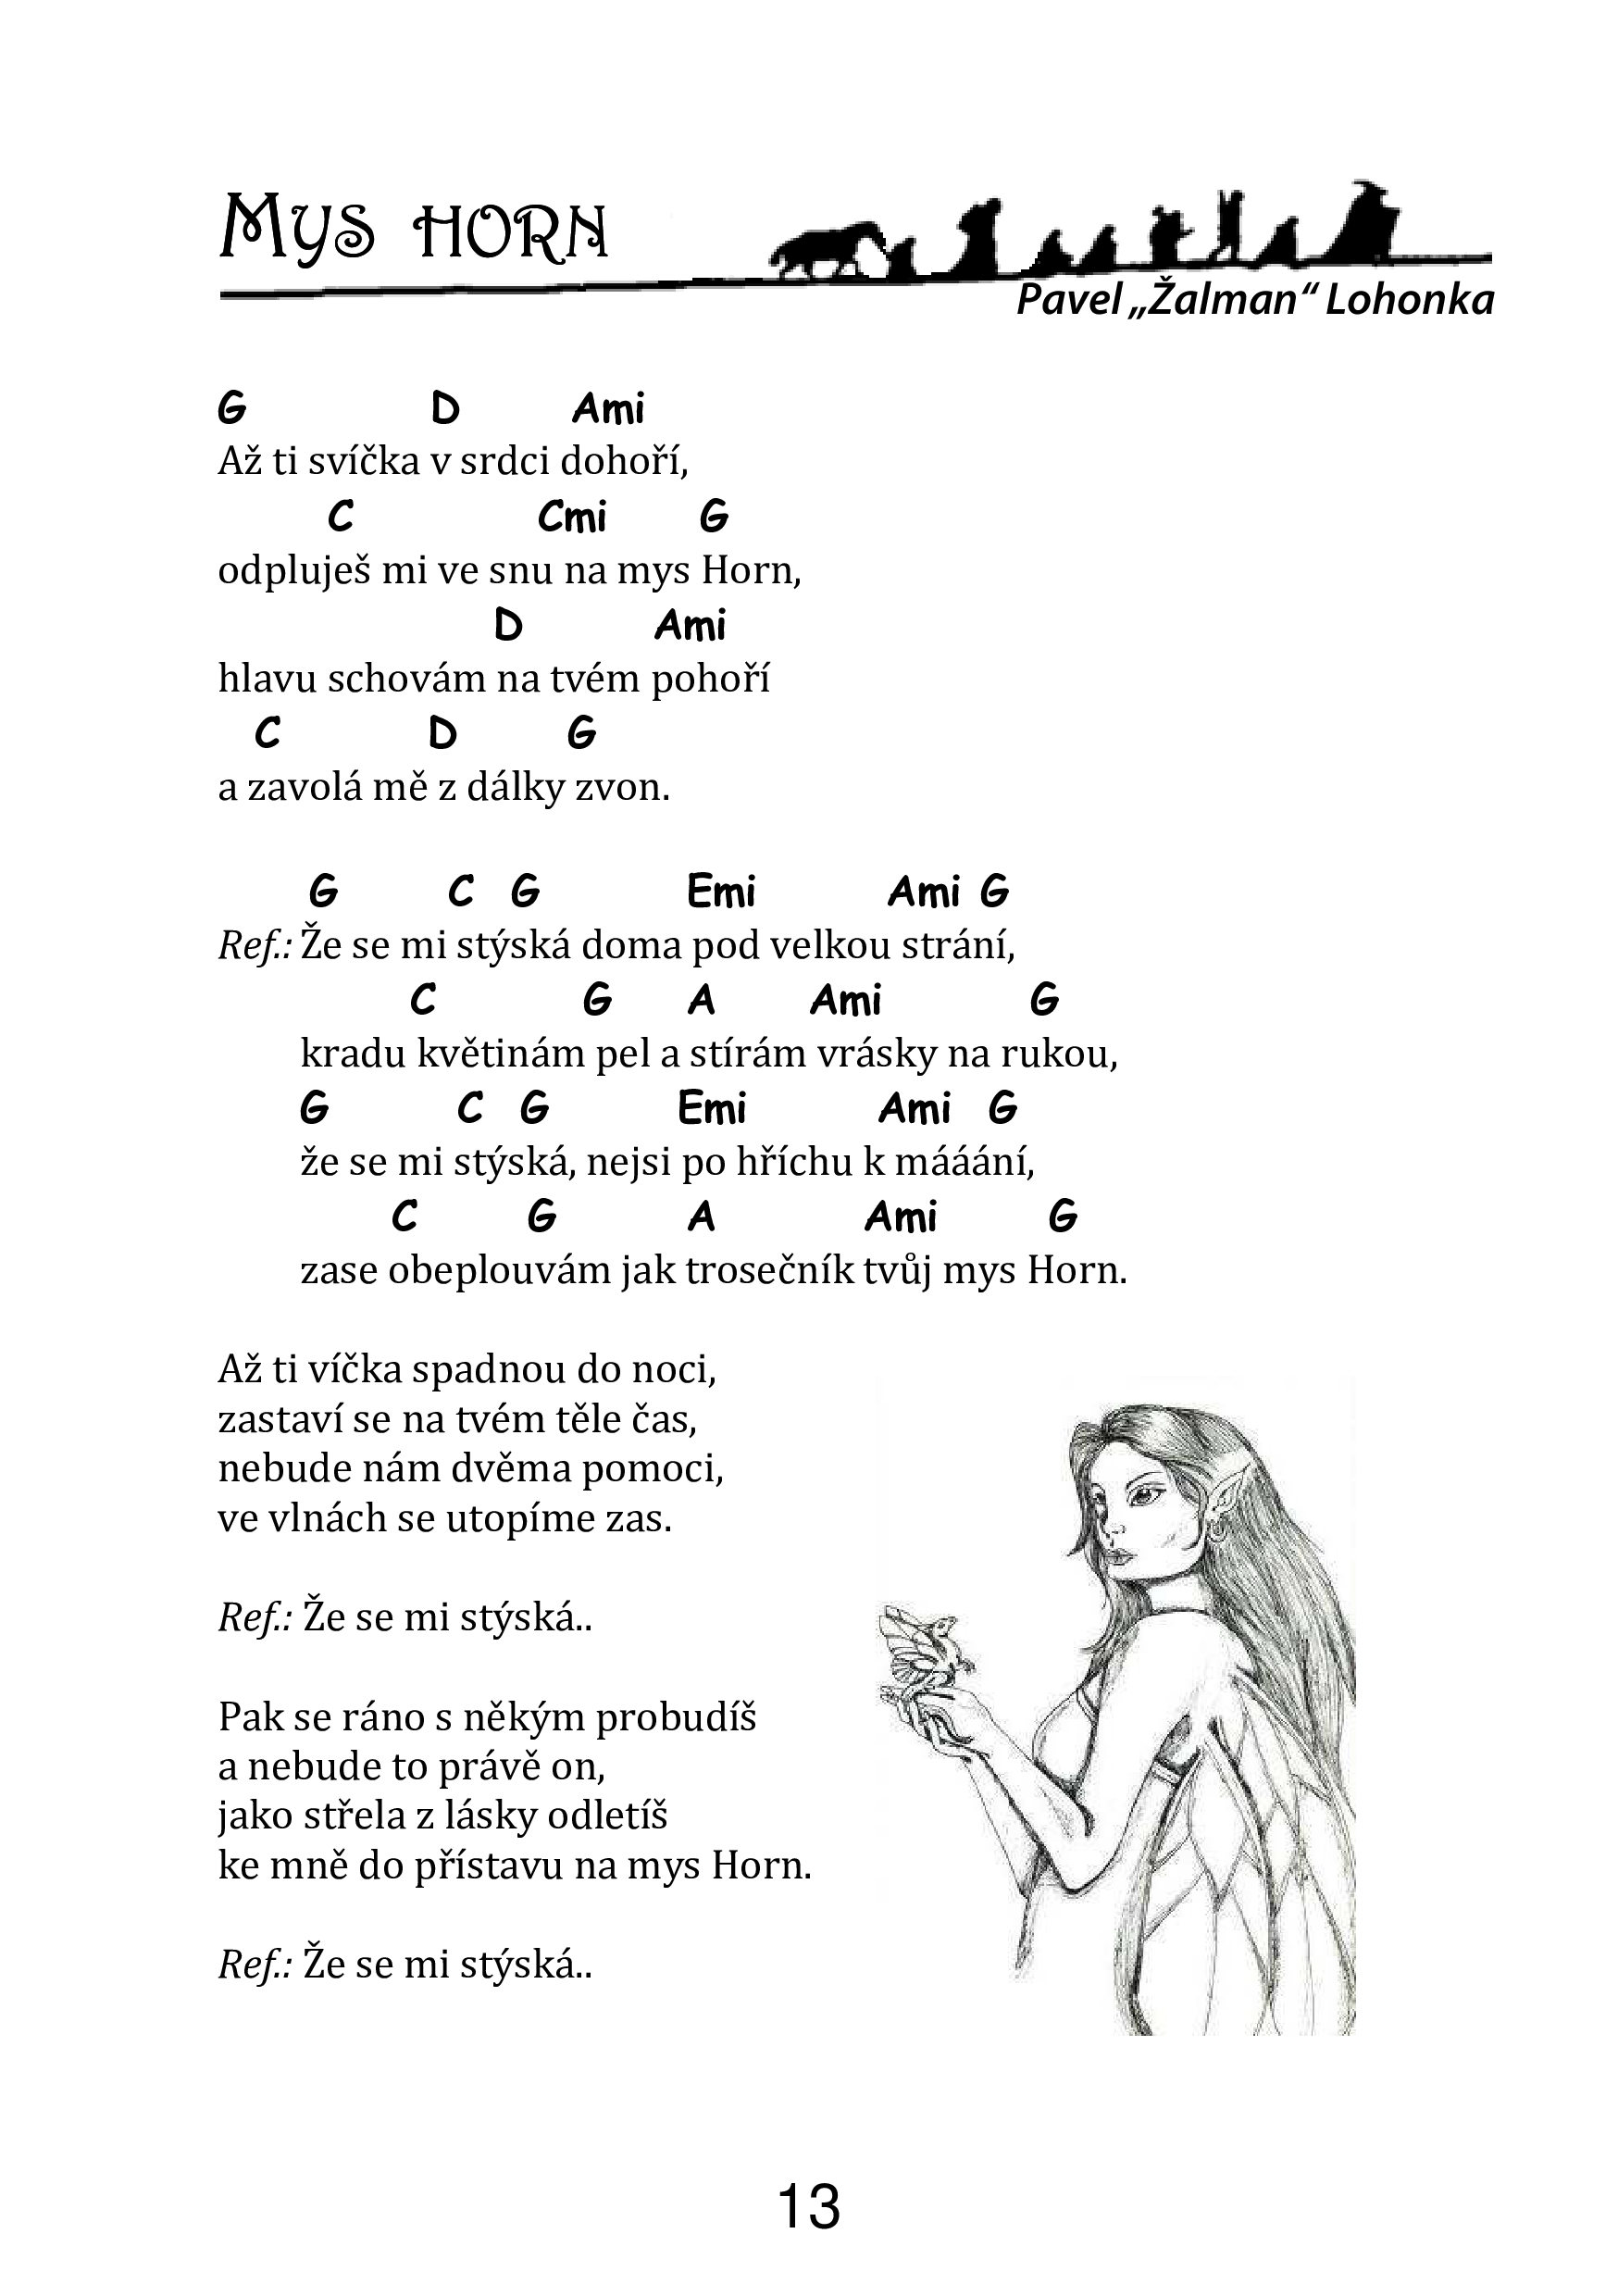 Mys horn
Pavel „Žalman“ Lohonka
G D Ami
Až ti svíčka v srdci dohoří,
C Cmi G
odpluješ mi ve snu na mys Horn,
D Ami
hlavu schovám na tvém pohoří
C D G
a zavolá mě z dálky zvon.
G C G Emi Ami G
Ref.: Že se mi stýská doma pod velkou strání,
C G A Ami G
kradu květinám pel a stírám vrásky na rukou,
G C G Emi Ami G
že se mi stýská, nejsi po hříchu k mááání,
C G A Ami G
zase obeplouvám jak trosečník tvůj mys Horn.
Až ti víčka spadnou do noci,
zastaví se na tvém těle čas,
nebude nám dvěma pomoci,
ve vlnách se utopíme zas.
Ref.: Že se mi stýská..
Pak se ráno s někým probudíš
a nebude to právě on,
jako střela z lásky odletíš
ke mně do přístavu na mys Horn.
Ref.: Že se mi stýská..
13